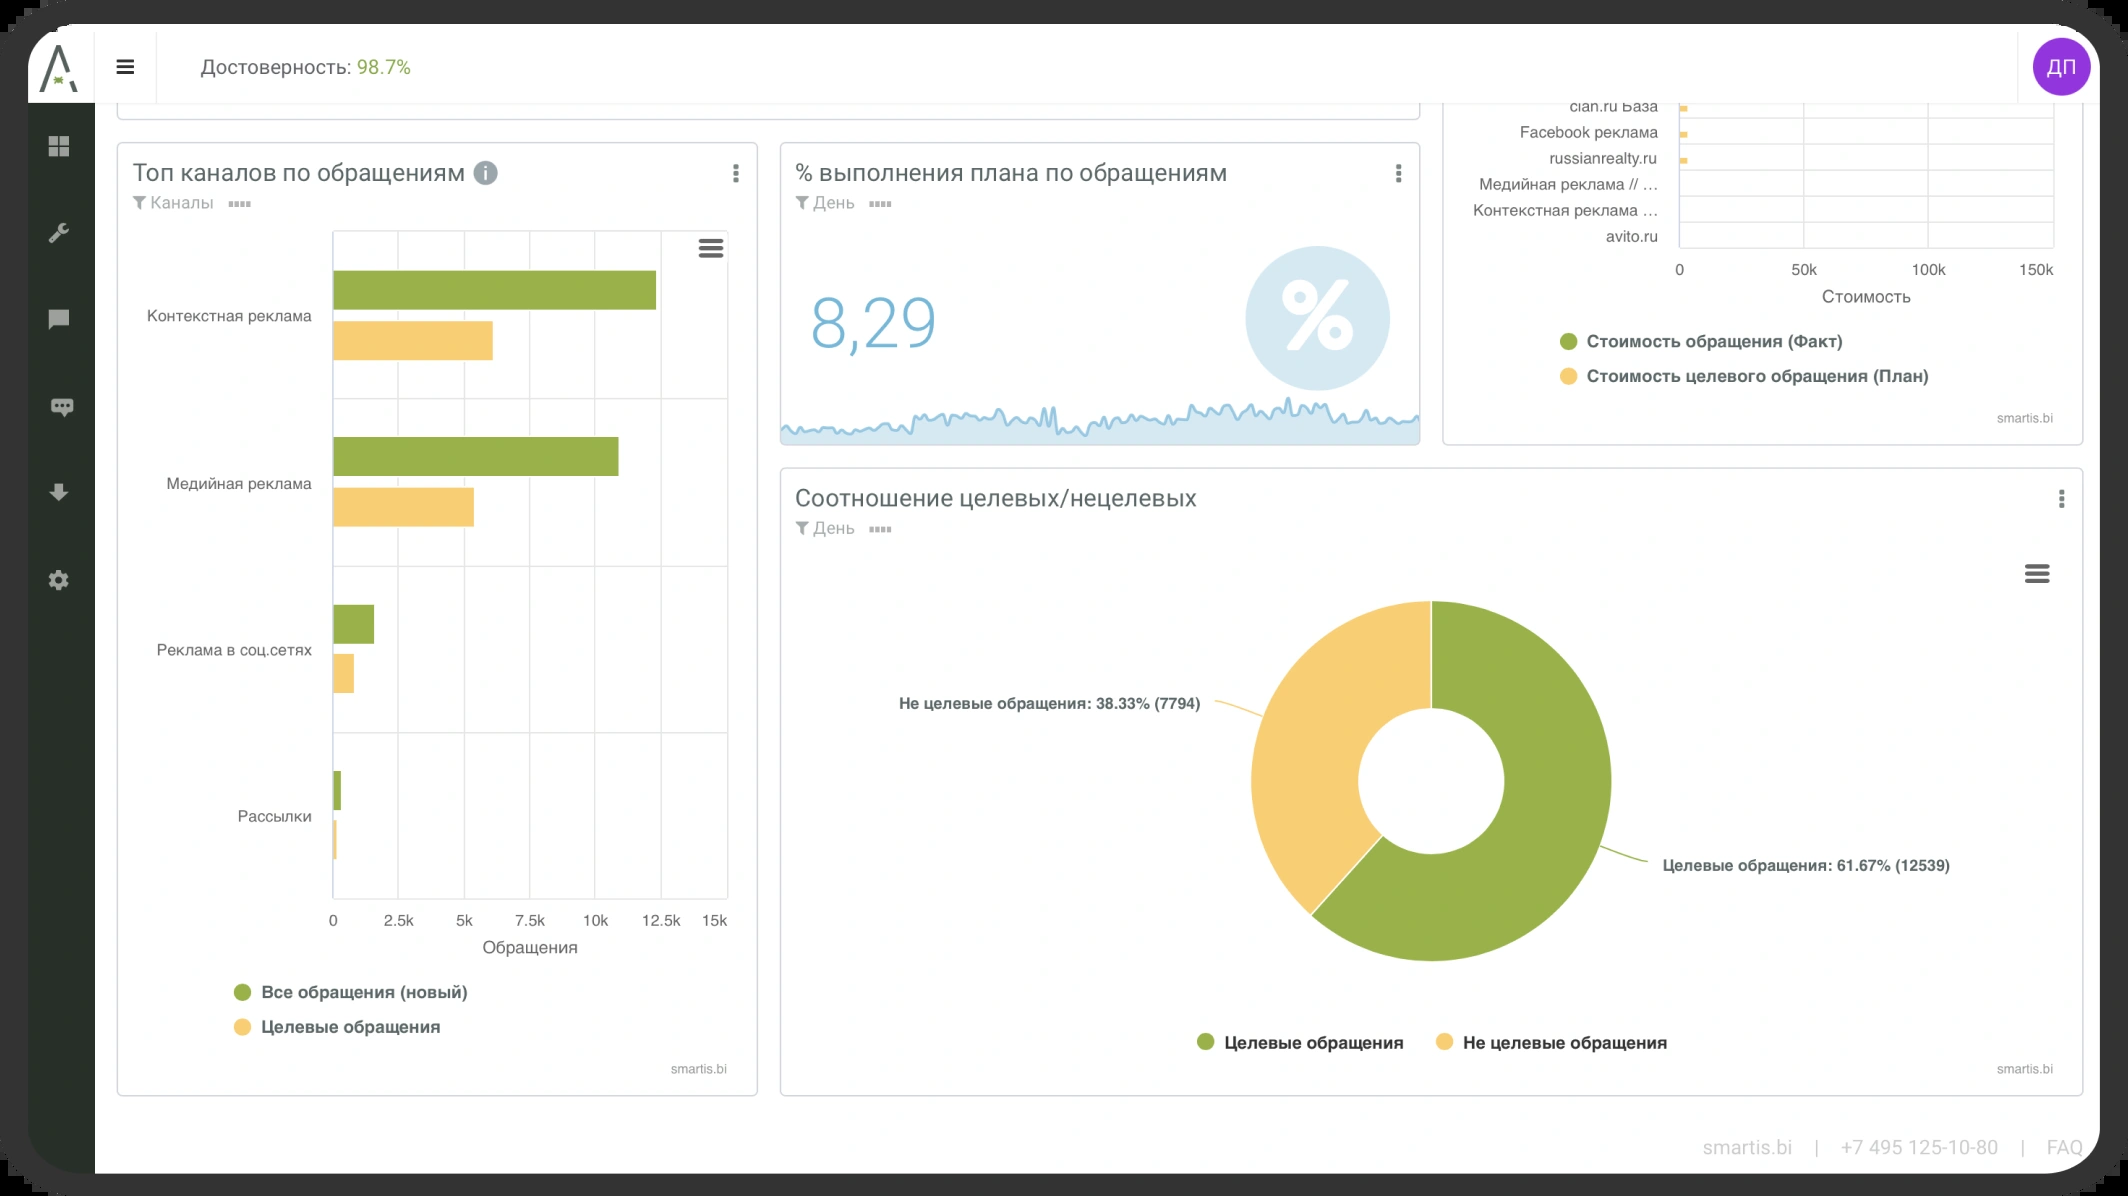 Достоверность: 98.7%
ДП
Топ каналов по обращениям i
Каналы
Контекстная реклама
Медийная реклама
Реклама в соц.сетях
Рассылки
0 2.5k 5k 7.5k 10k 12.5k 15k
Обращения
Все обращения (новый)
Целевые обращения
smartis.bi
% выполнения плана по обращениям
День
8,29
%
cian.ru База
Facebook реклама
russianrealty.ru
Медийная реклама // ...
Контекстная реклама ...
avito.ru
0 50k 100k 150k
Стоимость
Стоимость обращения (Факт)
Стоимость целевого обращения (План)
smartis.bi
Соотношение целевых/нецелевых
День
Не целевые обращения: 38.33% (7794)
Целевые обращения: 61.67% (12539)
Целевые обращения Не целевые обращения
smartis.bi
smartis.bi | +7 495 125-10-80 | FAQ